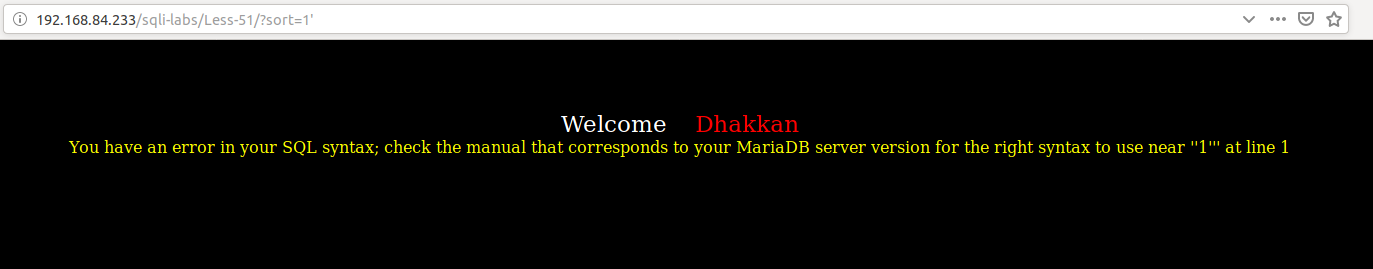 192.168.84.233/sqli-labs/Less-51/?sort=1'
Welcome Dhakkan
You have an error in your SQL syntax; check the manual that corresponds to your MariaDB server version for the right syntax to use near ''1''' at line 1